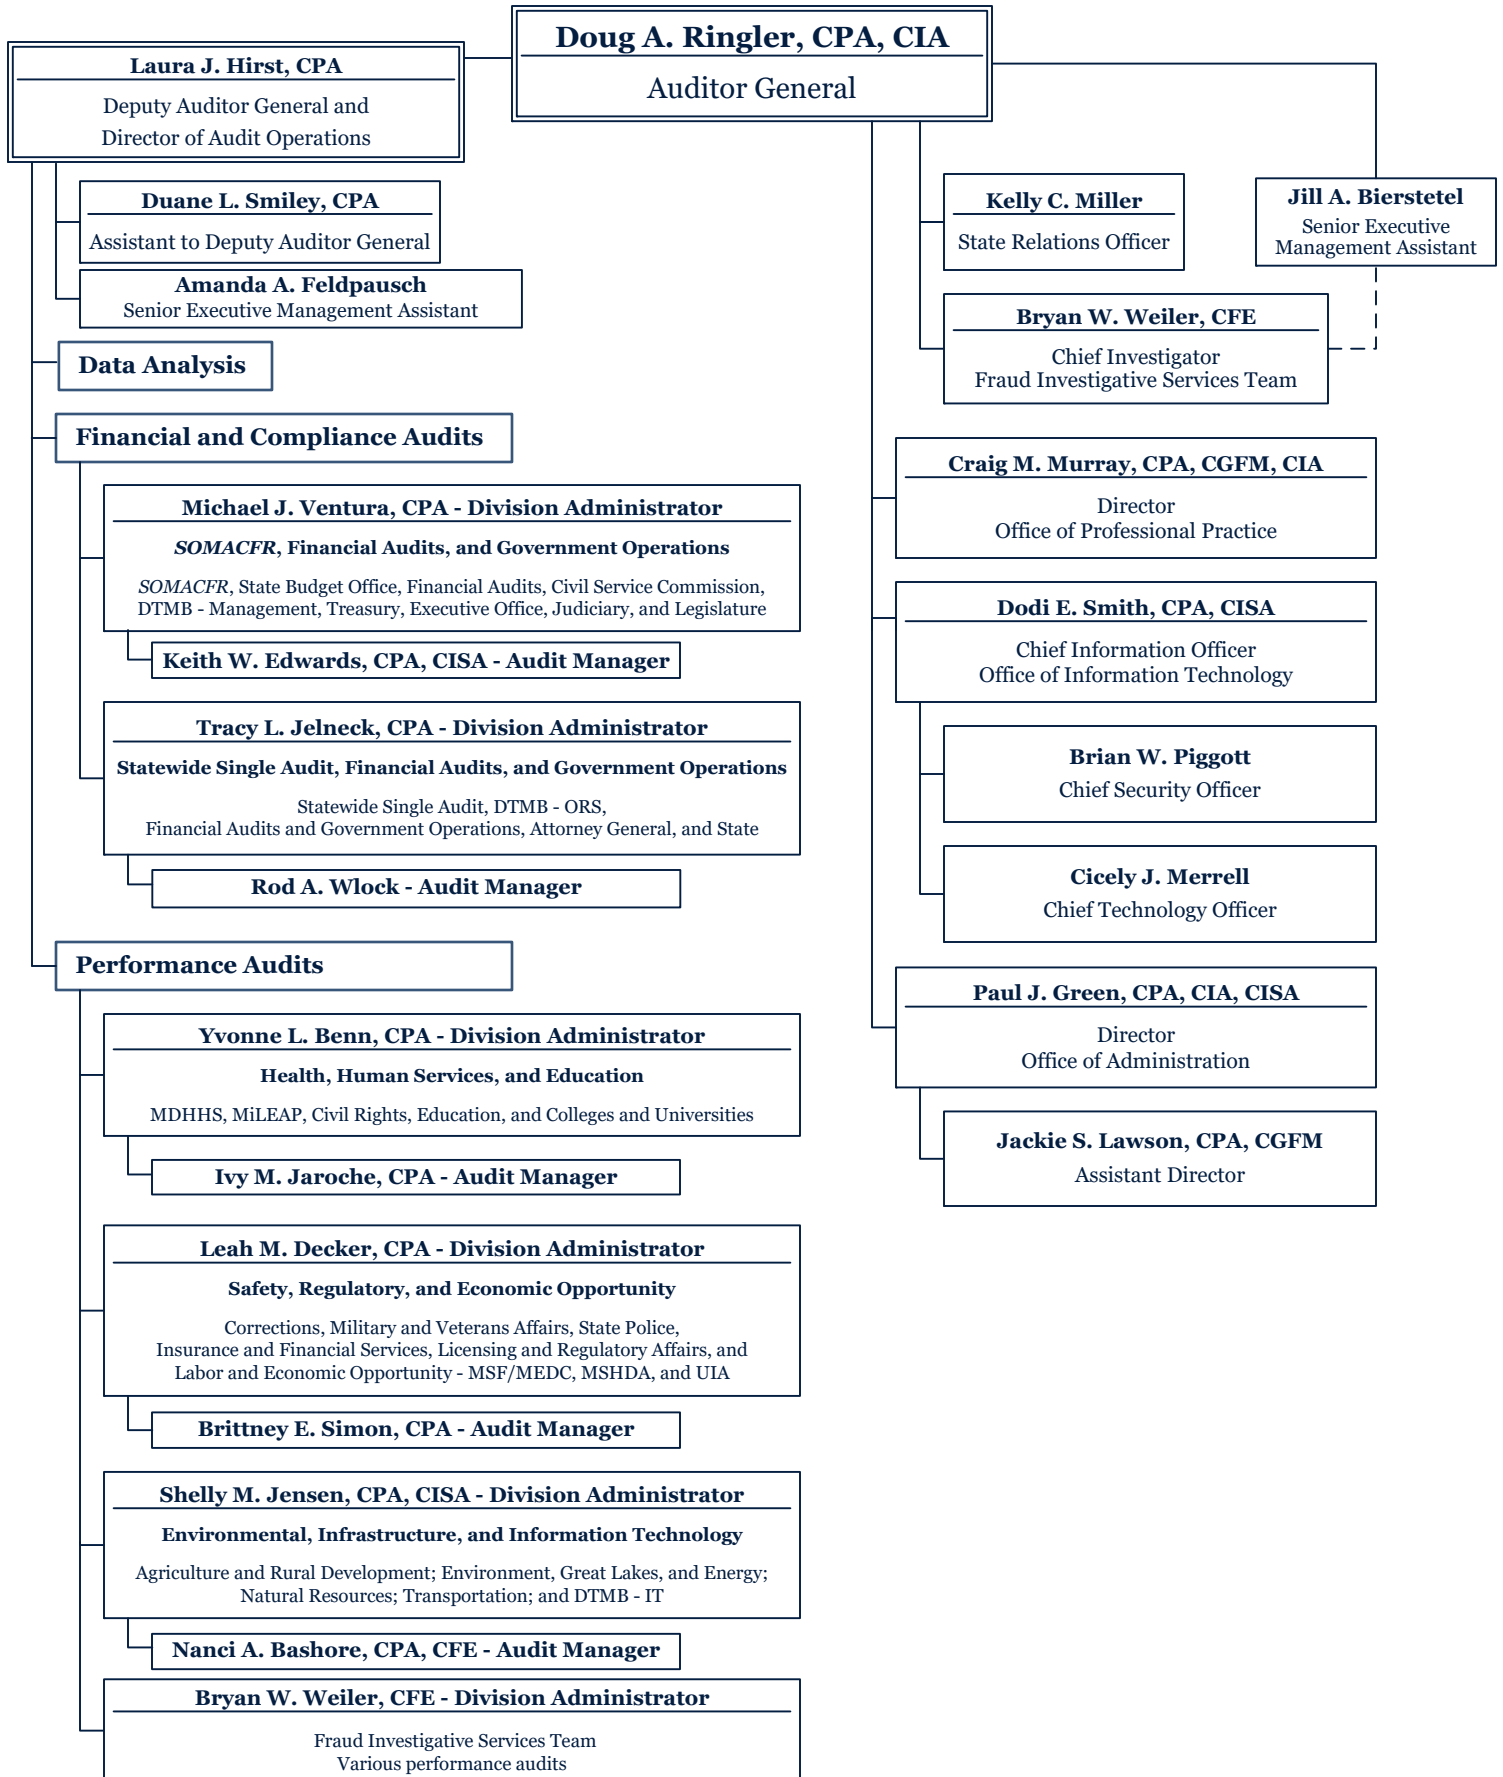 Doug A. Ringler, CPA, CIA
Auditor General
Laura J. Hirst, CPA
Deputy Auditor General and
Director of Audit Operations
Duane L. Smiley, CPA
Assistant to Deputy Auditor General
Amanda A. Feldpausch
Senior Executive Management Assistant
Data Analysis
Financial and Compliance Audits
Michael J. Ventura, CPA - Division Administrator
SOMACFR, Financial Audits, and Government Operations
SOMACFR, State Budget Office, Financial Audits, Civil Service Commission,
DTMB - Management, Treasury, Executive Office, Judiciary, and Legislature
Keith W. Edwards, CPA, CISA - Audit Manager
Tracy L. Jelneck, CPA - Division Administrator
Statewide Single Audit, Financial Audits, and Government Operations
Statewide Single Audit, DTMB - ORS,
Financial Audits and Government Operations, Attorney General, and State
Rod A. Wlock - Audit Manager
Performance Audits
Yvonne L. Benn, CPA - Division Administrator
Health, Human Services, and Education
MDHHS, MiLEAP, Civil Rights, Education, and Colleges and Universities
Ivy M. Jaroche, CPA - Audit Manager
Leah M. Decker, CPA - Division Administrator
Safety, Regulatory, and Economic Opportunity
Corrections, Military and Veterans Affairs, State Police,
Insurance and Financial Services, Licensing and Regulatory Affairs, and
Labor and Economic Opportunity - MSF/MEDC, MSHDA, and UIA
Brittney E. Simon, CPA - Audit Manager
Shelly M. Jensen, CPA, CISA - Division Administrator
Environmental, Infrastructure, and Information Technology
Agriculture and Rural Development; Environment, Great Lakes, and Energy;
Natural Resources; Transportation; and DTMB - IT
Nanci A. Bashore, CPA, CFE - Audit Manager
Bryan W. Weiler, CFE - Division Administrator
Fraud Investigative Services Team
Various performance audits
Kelly C. Miller
State Relations Officer
Jill A. Bierstetel
Senior Executive
Management Assistant
Bryan W. Weiler, CFE
Chief Investigator
Fraud Investigative Services Team
Craig M. Murray, CPA, CGFM, CIA
Director
Office of Professional Practice
Dodi E. Smith, CPA, CISA
Chief Information Officer
Office of Information Technology
Brian W. Piggott
Chief Security Officer
Cicely J. Merrell
Chief Technology Officer
Paul J. Green, CPA, CIA, CISA
Director
Office of Administration
Jackie S. Lawson, CPA, CGFM
Assistant Director